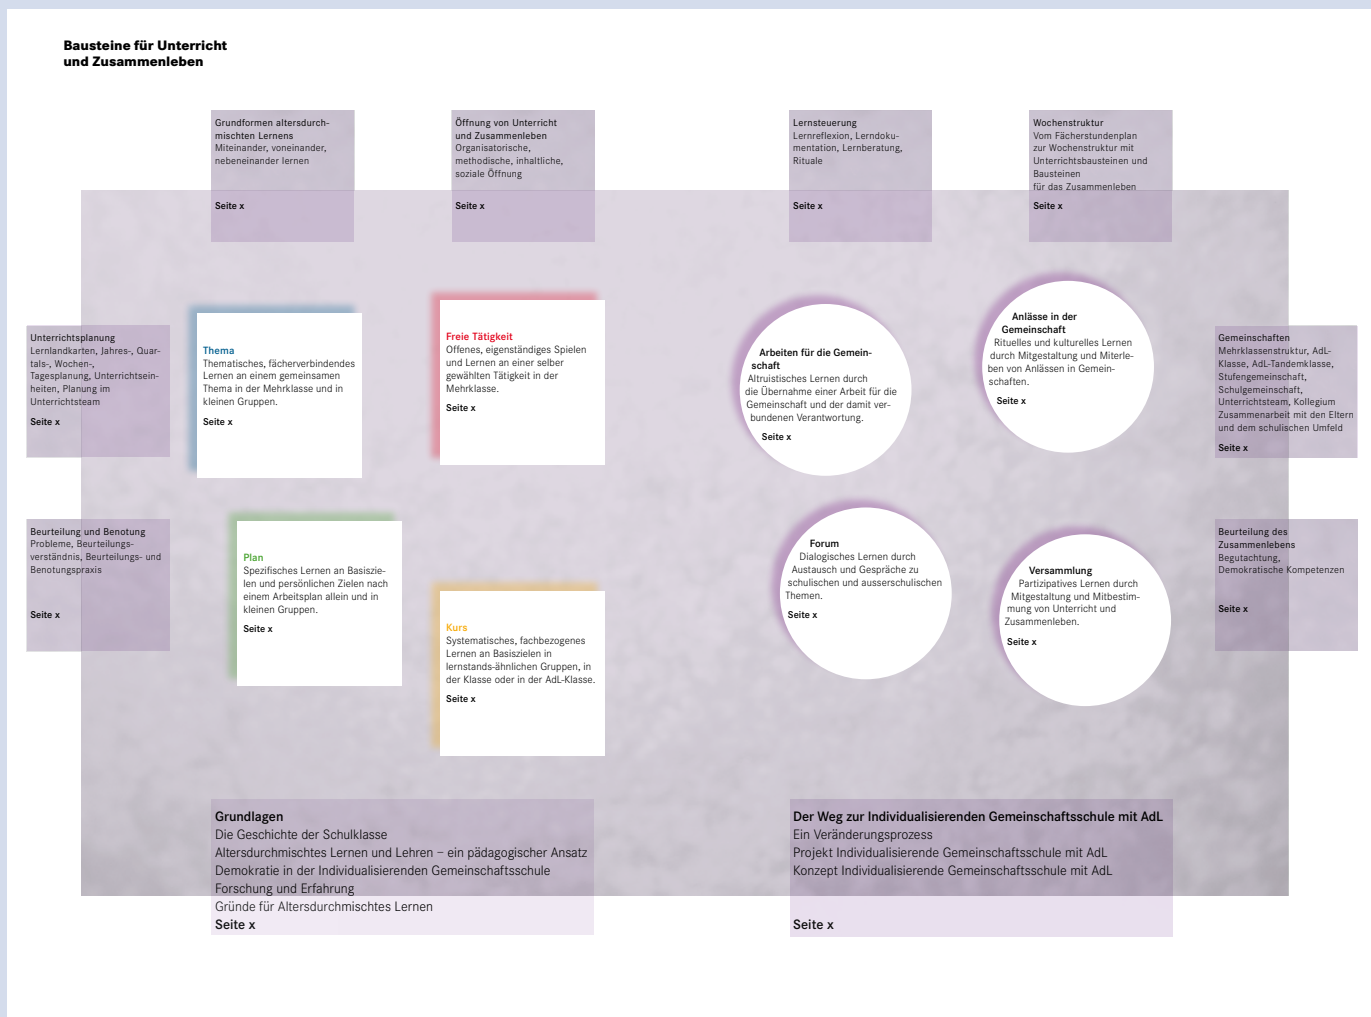 Bausteine für Unterricht
und Zusammenleben
Grundformen altersdurch-
mischten Lernens
Miteinander, voneinander,
nebeneinander lernen
Seite x
Öffnung von Unterricht
und Zusammenleben
Organisatorische,
methodische, inhaltliche,
soziale Öffnung
Seite x
Lernsteuerung
Lernreflexion, Lerndoku-
mentation, Lernberatung,
Rituale
Seite x
Wochenstruktur
Vom Fächerstundenplan
zur Wochenstruktur mit
Unterrichtsbausteinen und
Bausteinen
für das Zusammenleben
Seite x
Unterrichtsplanung
Lernlandkarten, Jahres-, Quar-
tals-, Wochen-,
Tagesplanung, Unterrichtsein-
heiten, Planung im
Unterrichtsteam
Seite x
Thema
Thematisches, fächerverbindendes
Lernen an einem gemeinsamen
Thema in der Mehrklasse und in
kleinen Gruppen.
Seite x
Freie Tätigkeit
Offenes, eigenständiges Spielen
und Lernen an einer selber
gewählten Tätigkeit in der
Mehrklasse.
Seite x
Arbeiten für die Gemein-
schaft
Altruistisches Lernen durch
die Übernahme einer Arbeit für die
Gemeinschaft und der damit ver-
bundenen Verantwortung.
Seite x
Anlässe in der
Gemeinschaft
Rituelles und kulturelles Lernen
durch Mitgestaltung und Miterle-
ben von Anlässen in Gemein-
schaften.
Seite x
Gemeinschaften
Mehrklassenstruktur, AdL-
Klasse, AdL-Tandemklasse,
Stufengemeinschaft,
Schulgemeinschaft,
Unterrichtsteam, Kollegium
Zusammenarbeit mit den Eltern
und dem schulischen Umfeld
Seite x
Beurteilung und Benotung
Probleme, Beurteilungs-
verständnis, Beurteilungs- und
Benotungspraxis
Seite x
Plan
Spezifisches Lernen an Basiszie-
len und persönlichen Zielen nach
einem Arbeitsplan allein und in
kleinen Gruppen.
Seite x
Kurs
Systematisches, fachbezogenes
Lernen an Basiszielen in
lernstands-ähnlichen Gruppen, in
der Klasse oder in der AdL-Klasse.
Seite x
Forum
Dialogisches Lernen durch
Austausch und Gespräche zu
schulischen und ausserschulischen
Themen.
Seite x
Versammlung
Partizipatives Lernen durch
Mitgestaltung und Mitbestim-
mung von Unterricht und
Zusammenleben.
Seite x
Beurteilung des
Zusammenlebens
Begutachtung,
Demokratische Kompetenzen
Seite x
Grundlagen
Die Geschichte der Schulklasse
Altersdurchmischtes Lernen und Lehren – ein pädagogischer Ansatz
Demokratie in der Individualisierenden Gemeinschaftsschule
Forschung und Erfahrung
Gründe für Altersdurchmischtes Lernen
Seite x
Der Weg zur Individualisierenden Gemeinschaftsschule mit AdL
Ein Veränderungsprozess
Projekt Individualisierende Gemeinschaftsschule mit AdL
Konzept Individualisierende Gemeinschaftsschule mit AdL
Seite x